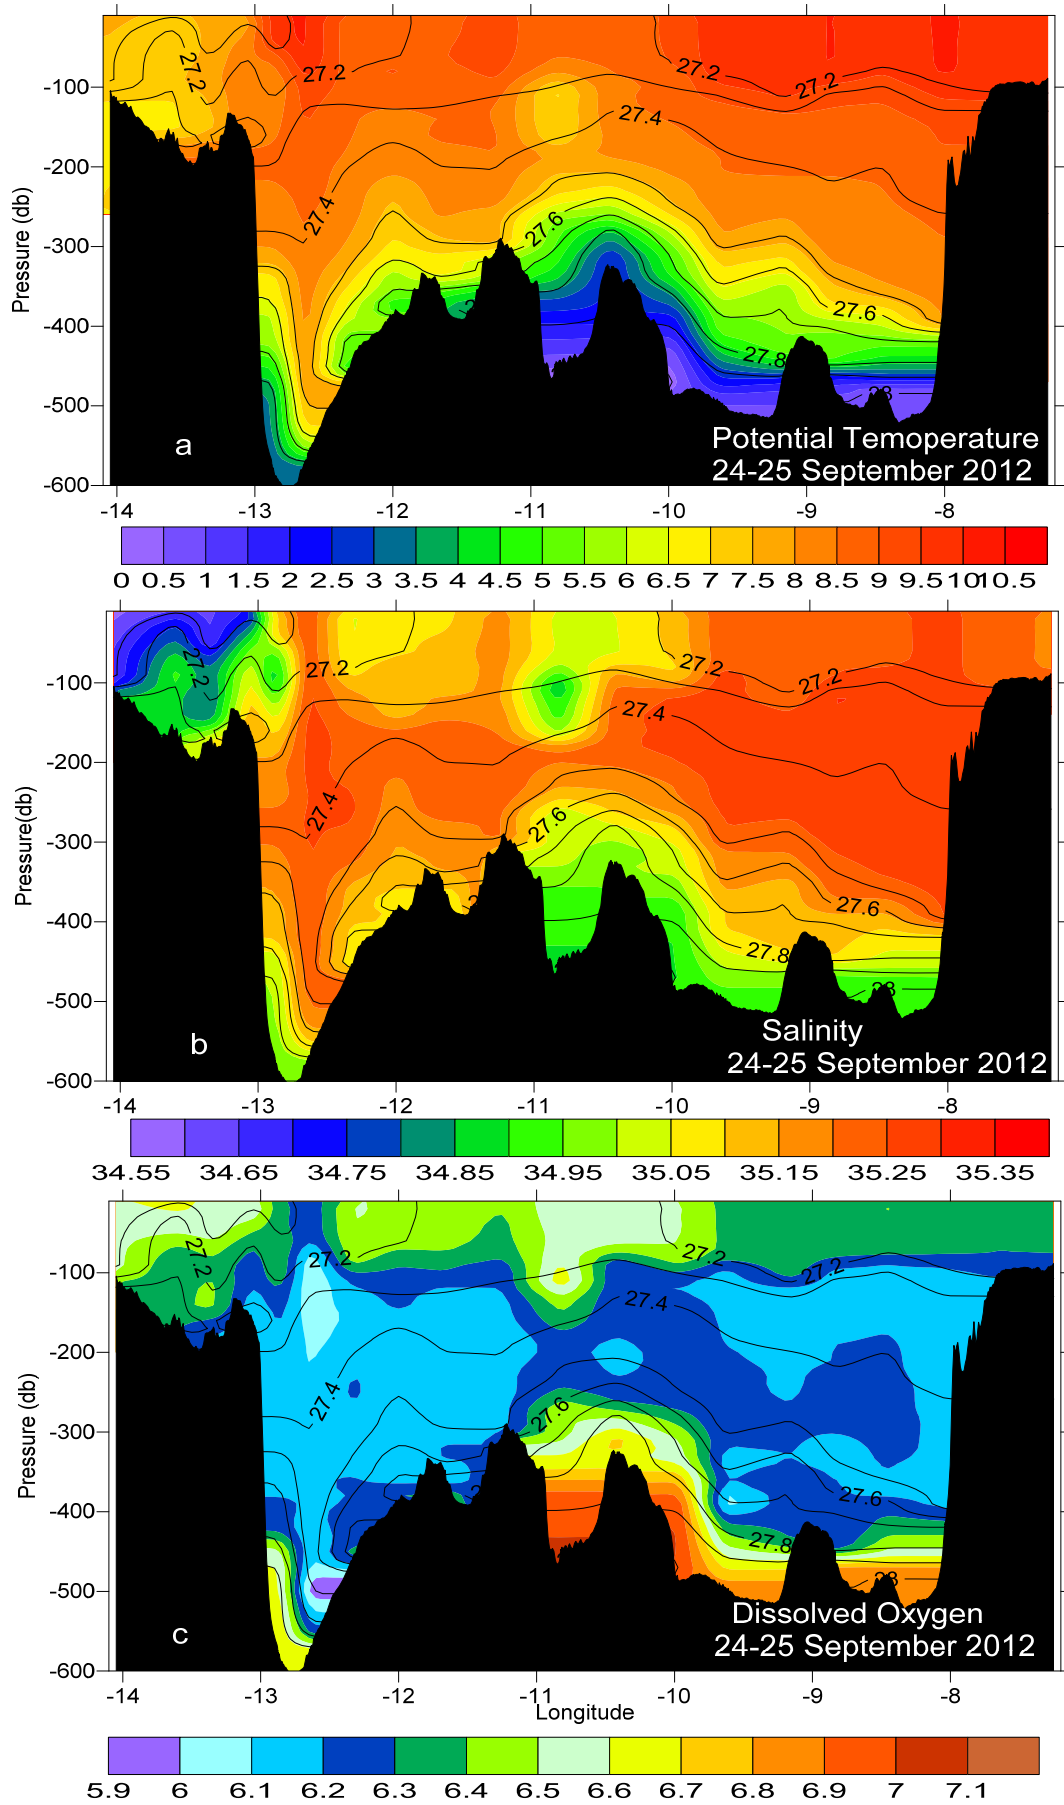 -100
-200
-300
-400
-500
-600
Pressure (db)
27.2
27.2
27.2
27.2
27.4
27.4
27.6
27.6
27.8
28
a
Potential Temoperature
24-25 September 2012
-14 -13 -12 -11 -10 -9 -8
0 0.5 1 1.5 2 2.5 3 3.5 4 4.5 5 5.5 6 6.5 7 7.5 8 8.5 9 9.5 10 10.5
-100
-200
-300
-400
-500
-600
Pressure(db)
27.2
27.2
27.2
27.2
27.4
27.4
27.6
27.6
27.8
28
b
Salinity
24-25 September 2012
-14 -13 -12 -11 -10 -9 -8
34.55 34.65 34.75 34.85 34.95 35.05 35.15 35.25 35.35
-100
-200
-300
-400
-500
-600
Pressure (db)
27.2
27.2
27.2
27.2
27.4
27.4
27.6
27.6
27.8
28
c
Dissolved Oxygen
24-25 September 2012
-14 -13 -12 -11 -10 -9 -8
Longitude
5.9 6 6.1 6.2 6.3 6.4 6.5 6.6 6.7 6.8 6.9 7 7.1